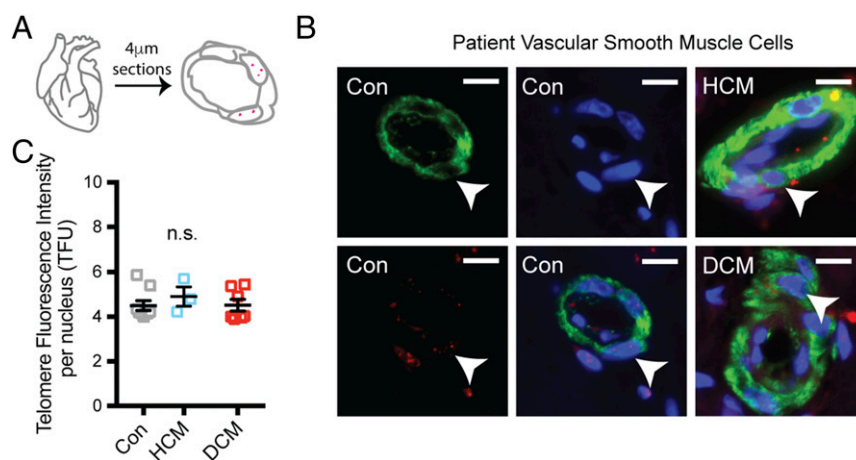 A
4μm
sections
B
Patient Vascular Smooth Muscle Cells
Con
Con
HCM
Con
Con
DCM
C
Telomere Fluorescence Intensity
per nucleus (TFU)
10
8
6
4
2
0
n.s.
Con
HCM
DCM